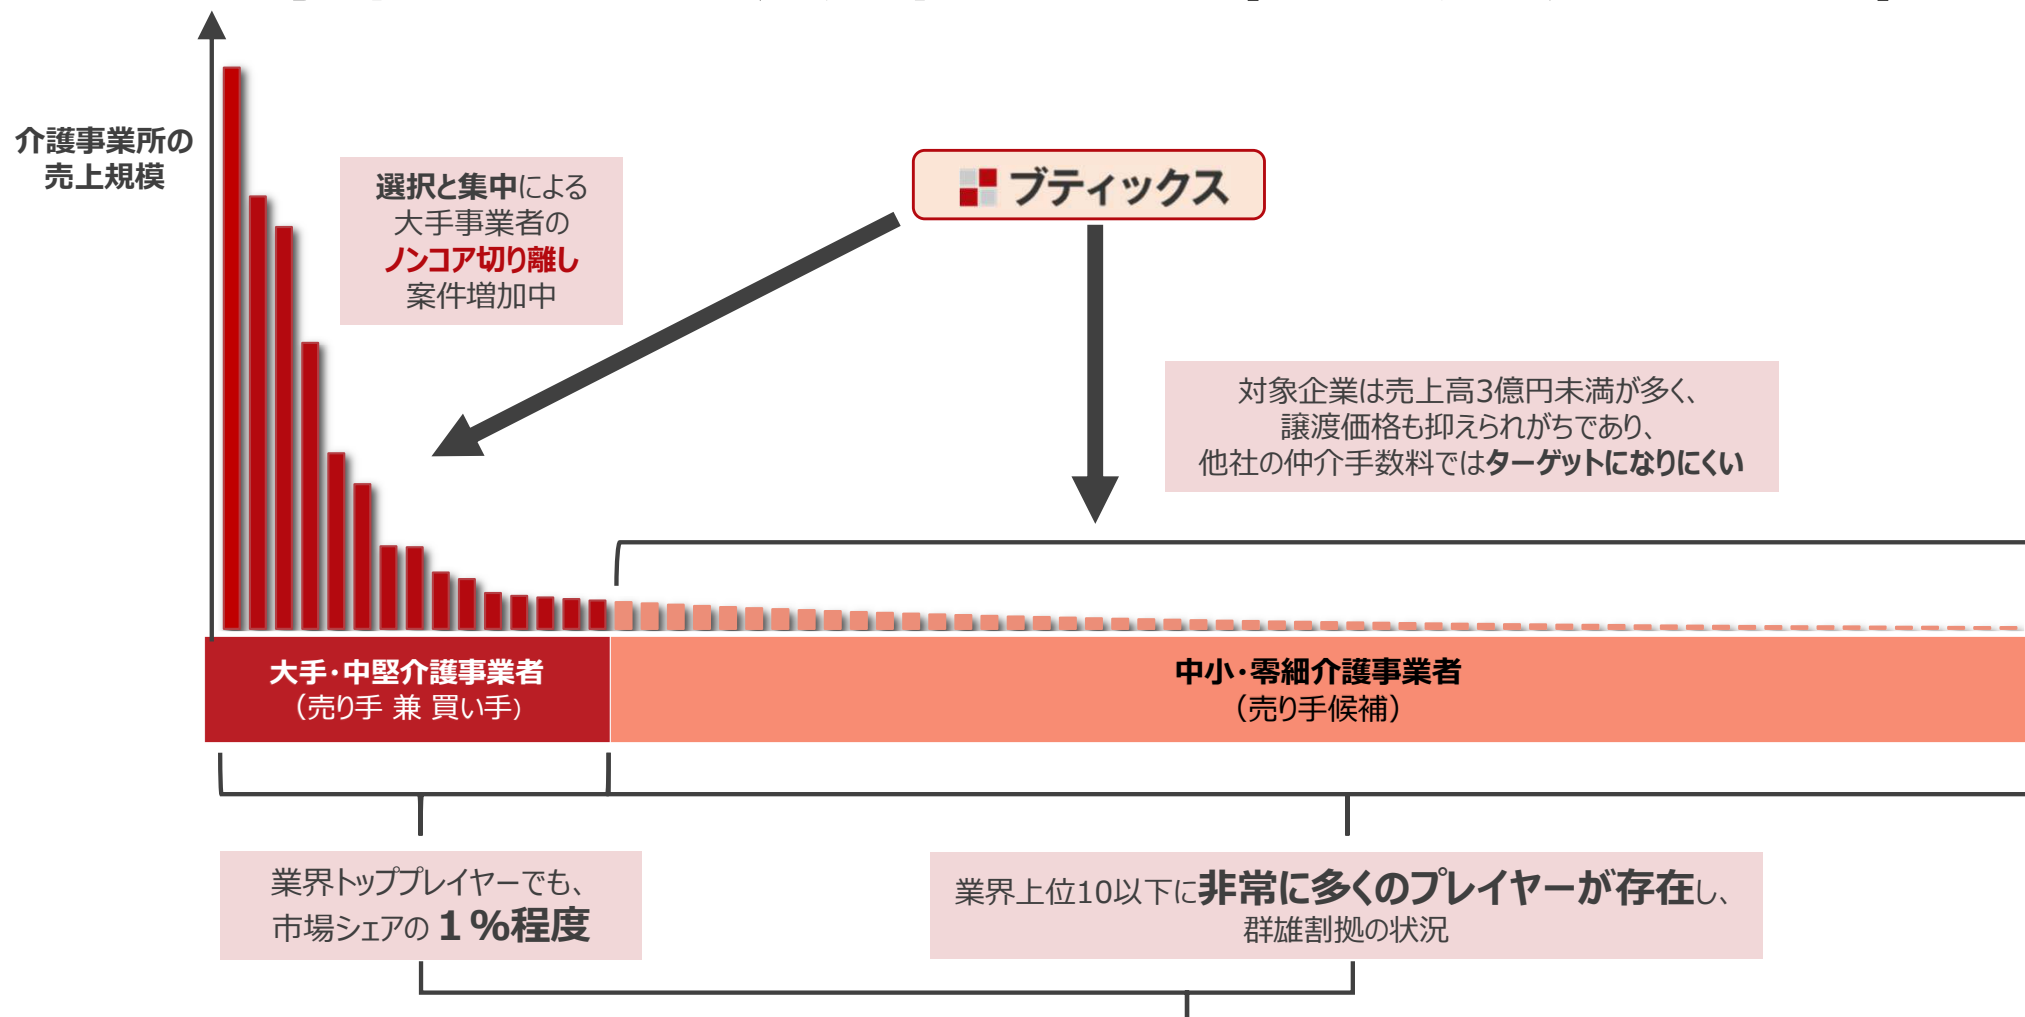 介護事業所の
売上規模
選択と集中による
大手事業者の
ノンコア切り離し
案件増加中
ブティックス
対象企業は売上高3億円未満が多く、
譲渡価格も抑えられがちであり、
他社の仲介手数料ではターゲットになりにくい
大手・中堅介護事業者
（売り手 兼 買い手）
中小・零細介護事業者
（売り手候補）
業界トッププレイヤーでも、
市場シェアの１％程度
業界上位10以下に非常に多くのプレイヤーが存在し、
群雄割拠の状況